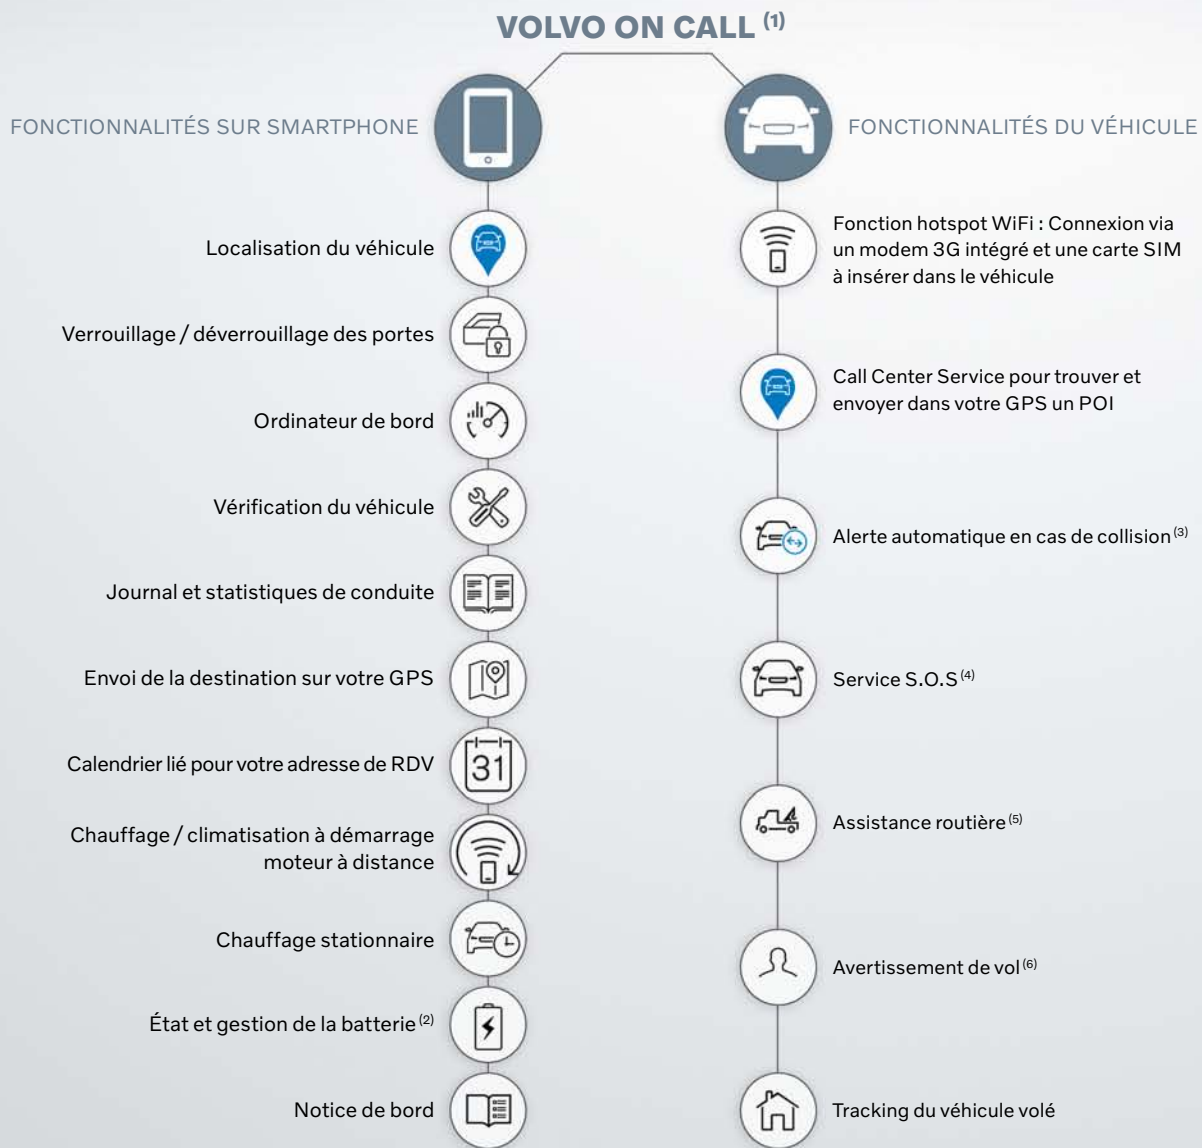 VOLVO ON CALL (1)
FONCTIONNALITÉS SUR SMARTPHONE
Localisation du véhicule
Verrouillage / déverrouillage des portes
Ordinateur de bord
Vérification du véhicule
Journal et statistiques de conduite
Envoi de la destination sur votre GPS
Calendrier lié pour votre adresse de RDV
31
Chauffage / climatisation à démarrage
moteur à distance
Chauffage stationnaire
État et gestion de la batterie (2)
Notice de bord
FONCTIONNALITÉS DU VÉHICULE
Fonction hotspot WiFi : Connexion via
un modem 3G intégré et une carte SIM
à insérer dans le véhicule
Call Center Service pour trouver et
envoyer dans votre GPS un POI
Alerte automatique en cas de collision (3)
Service S.O.S (4)
Assistance routière (5)
Avertissement de vol (6)
Tracking du véhicule volé